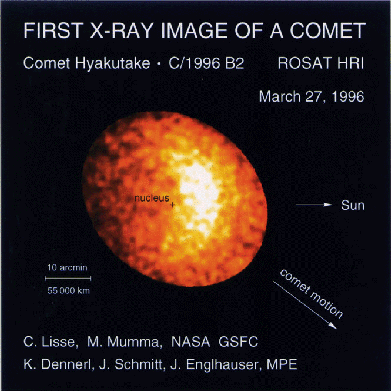 FIRST X-RAY IMAGE OF A COMET
Comet Hyakutake · C/1996 B2 ROSAT HRI
March 27, 1996
nucleus
Sun
10 arcmin
55 000 km
comet motion
C. Lisse, M. Mumma, NASA GSFC
K. Dennerl, J. Schmitt, J. Englhauser, MPE